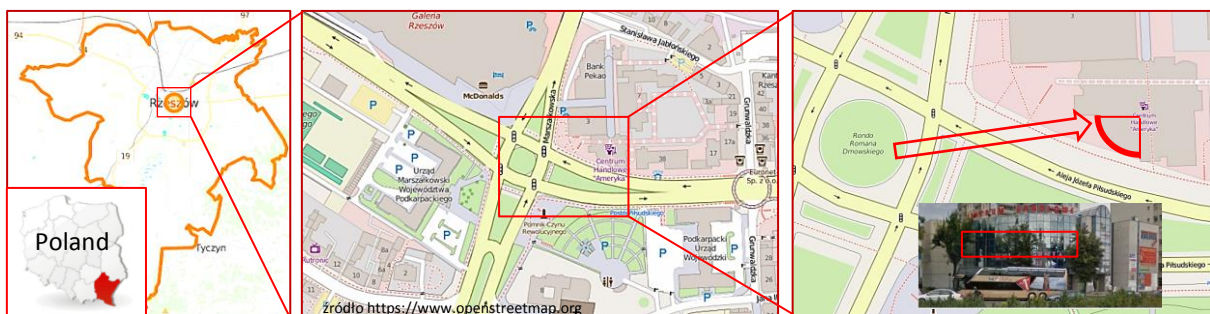 94
97
4
Rzeszów
19
Tyczyn
Poland
Galeria
Rzeszów
McDonalds
Bank
Pekao
Stanisława Jabłońskiego
Marszałkowska
Grunwaldzka
Urząd
Marszałkowski
Województwa
Podkarpackiego
Centrum
Handlowe
"Ameryka"
Pomnik Czynu
Rewolucyjnego
Podkarpacki
Urząd
Wojewódzki
Grunwaldzka
źródło https://www.openstreetmap.org
Rondo
Romana
Dmowskiego
Centrum
Handlowe
"Ameryka"
Aleja Józefa Piłsudskiego
Piłsudskiego